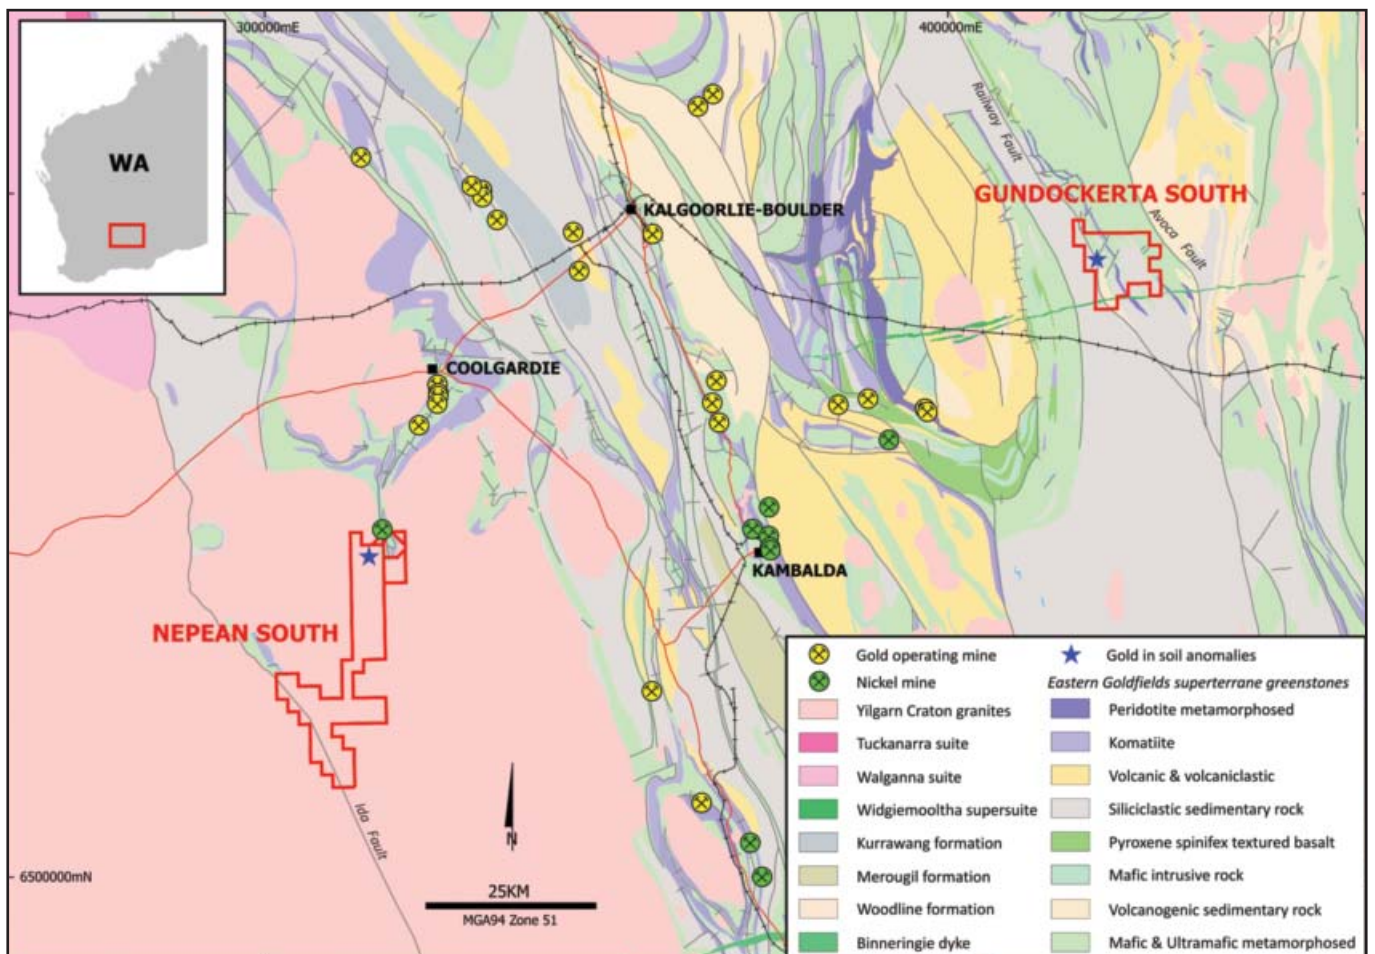 300000mE
400000mE
WA
Railway Fault
GUNDOCKERTA SOUTH
KALGOORLIE-BOULDER
Avoca Fault
COOLGARDIE
KAMBALDA
NEPEAN SOUTH
Ida Fault
N
6500000mN
25KM
MGA94 Zone 51
Gold operating mine
Nickel mine
Yilgarn Craton granites
Tuckanarra suite
Walganna suite
Widgiemooltha supersuite
Kurrawang formation
Merougil formation
Woodline formation
Binneringie dyke
Gold in soil anomalies
Eastern Goldfields superterrane greenstones
Peridotite metamorphosed
Komatiite
Volcanic & volcaniclastic
Siliciclastic sedimentary rock
Pyroxene spinifex textured basalt
Mafic intrusive rock
Volcanogenic sedimentary rock
Mafic & Ultramafic metamorphosed